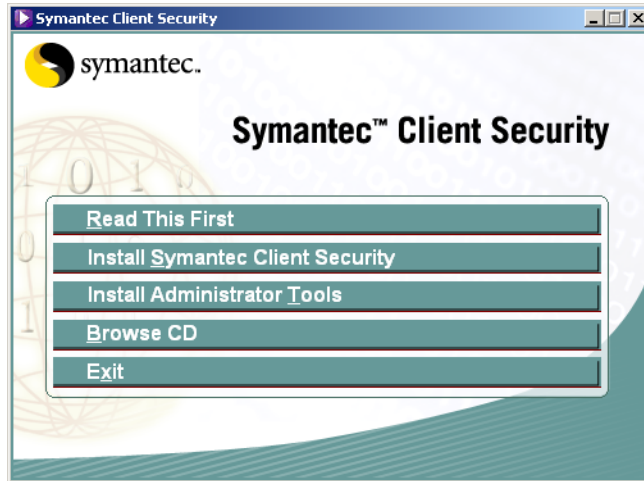 Symantec Client Security
symantec™
Symantec™ Client Security
Read This First
Install Symantec Client Security
Install Administrator Tools
Browse CD
Exit